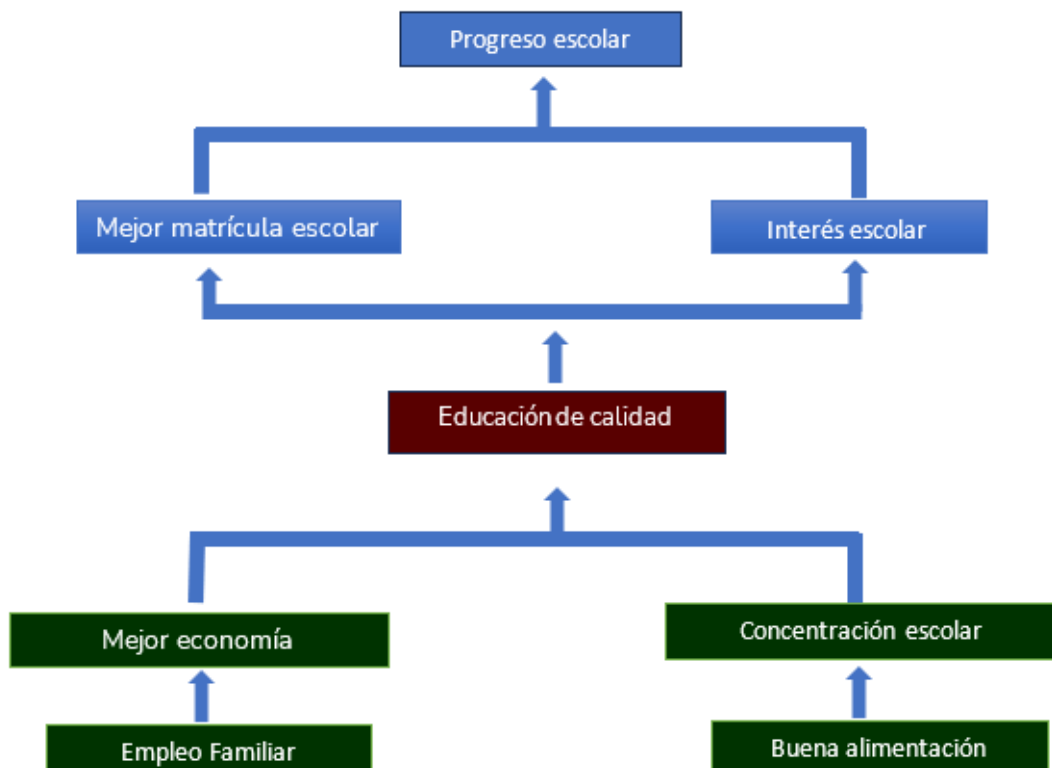 Progreso escolar
Mejor matrícula escolar
Interés escolar
Educación de calidad
Mejor economía
Concentración escolar
Empleo Familiar
Buena alimentación